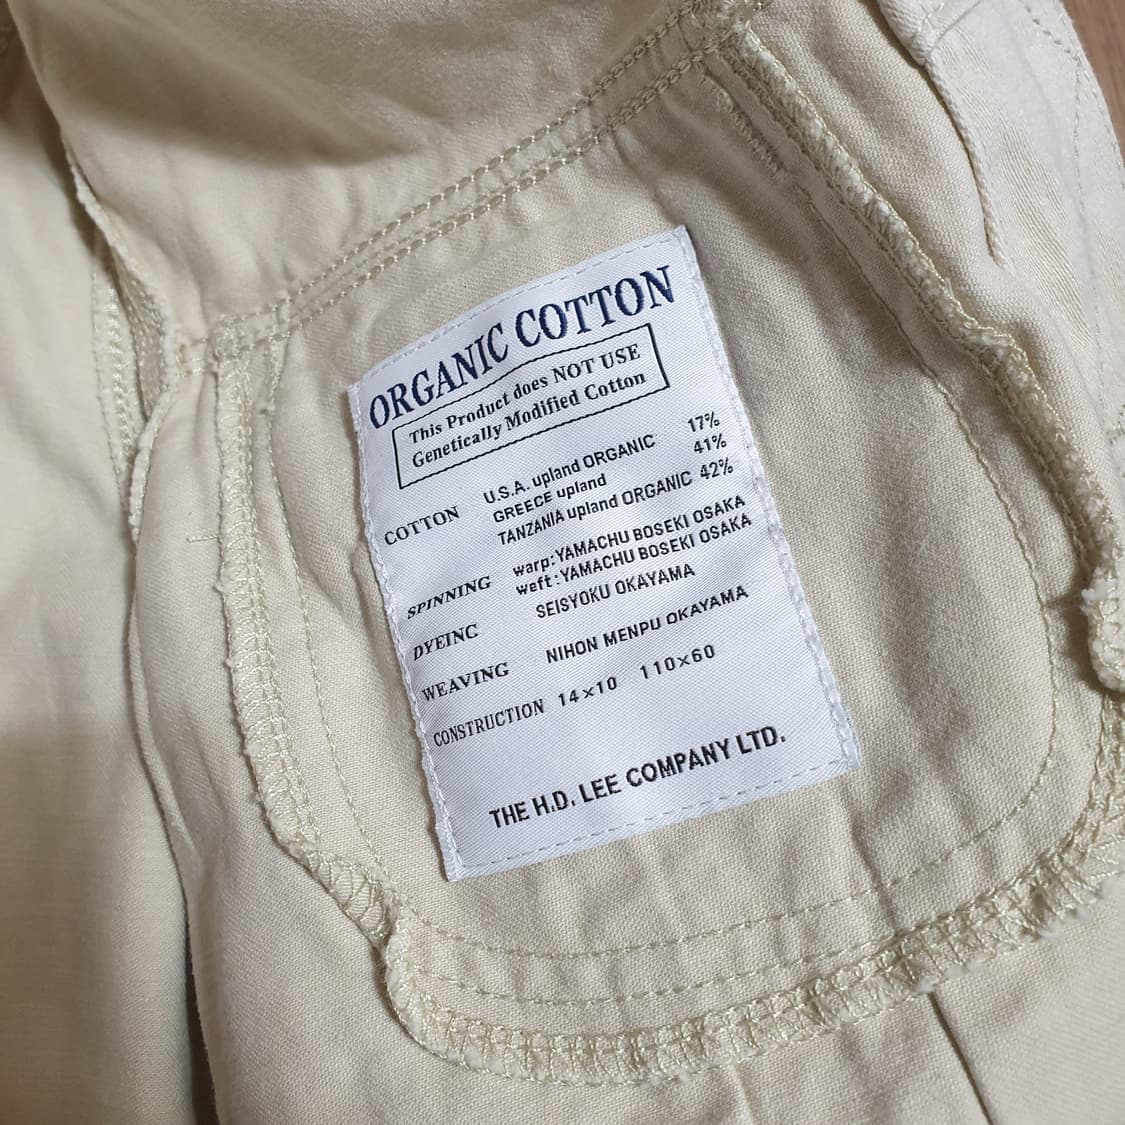 ORGANIC COTTON
This Product does NOT USE
Genetically Modified Cotton
COTTON U.S.A. upland ORGANIC 17%
GREECE upland 41%
TANZANIA upland ORGANIC 42%
SPINNING warp:YAMACHU BOSEKI OSAKA
weft:YAMACHU BOSEKI OSAKA
DYEINC SEISYOKU OKAYAMA
WEAVING NIHON MENPU OKAYAMA
CONSTRUCTION 14×10 110×60
THE H.D. LEE COMPANY LTD.